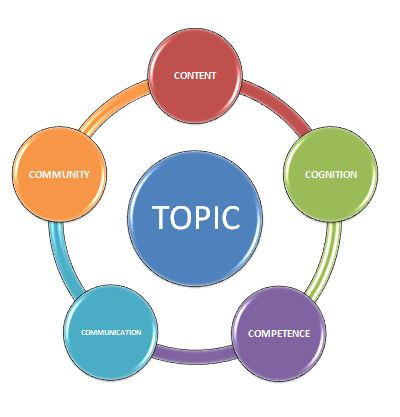 CONTENT
COMMUNITY
COGNITION
TOPIC
COMMUNICATION
COMPETENCE